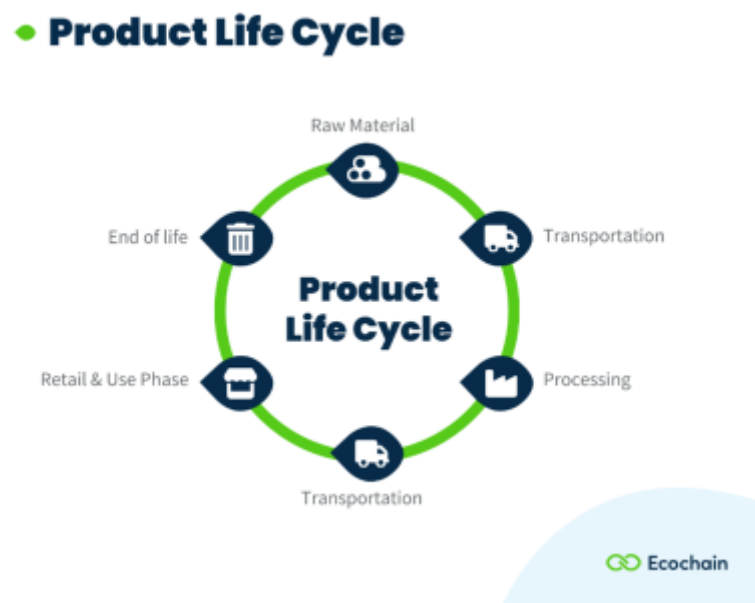 Product Life Cycle
Raw Material
Transportation
Processing
Transportation
Retail & Use Phase
End of life
Product
Life Cycle
Ecochain